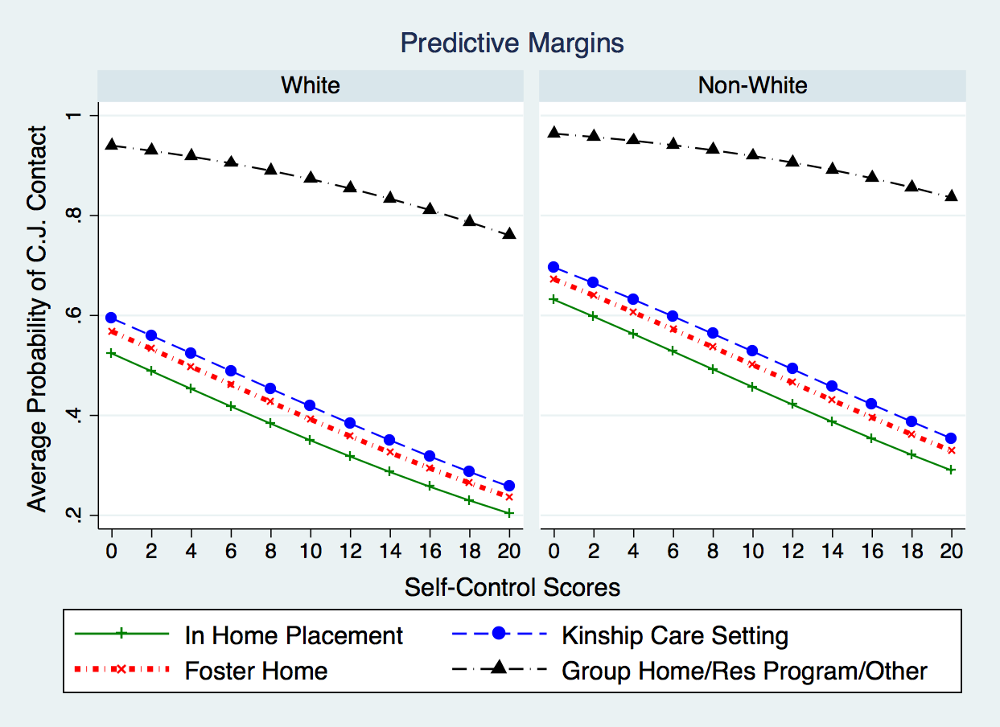 Predictive Margins
White
Non-White
Average Probability of C.J. Contact
1
.8
.6
.4
.2
0 2 4 6 8 10 12 14 16 18 20
0 2 4 6 8 10 12 14 16 18 20
Self-Control Scores
In Home Placement
Kinship Care Setting
Foster Home
Group Home/Res Program/Other